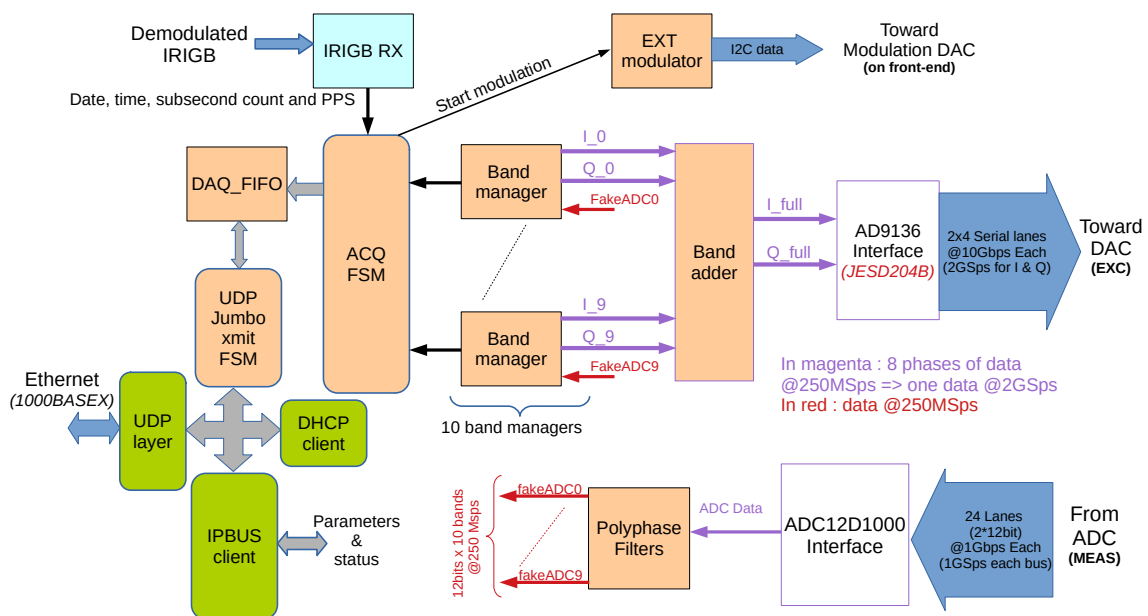 Demodulated
IRIGB
IRIGB RX
EXT
modulator
I2C data
Toward
Modulation DAC
(on front-end)
Date, time, subsecond count and PPS
Start modulation
DAQ_FIFO
ACQ
FSM
Band
manager
I_0
Q_0
FakeADC0
Band
adder
I_full
Q_full
AD9136
Interface
(JESD204B)
2x4 Serial lanes
@10Gbps Each
(2GSps for I & Q)
Toward
DAC
(EXC)
UDP
Jumbo
xmit
FSM
Band
manager
I_9
Q_9
FakeADC9
10 band managers
In magenta : 8 phases of data
@250MSps => one data @2GSps
In red : data @250MSps
Ethernet
(1000BASEX)
UDP
layer
DHCP
client
IPBUS
client
Parameters
&
status
12bits x 10 bands
@250 Msps
fakeADC0
fakeADC9
Polyphase
Filters
ADC Data
ADC12D1000
Interface
24 Lanes
(2*12bit)
@1Gbps Each
(1GSps each bus)
From
ADC
(MEAS)